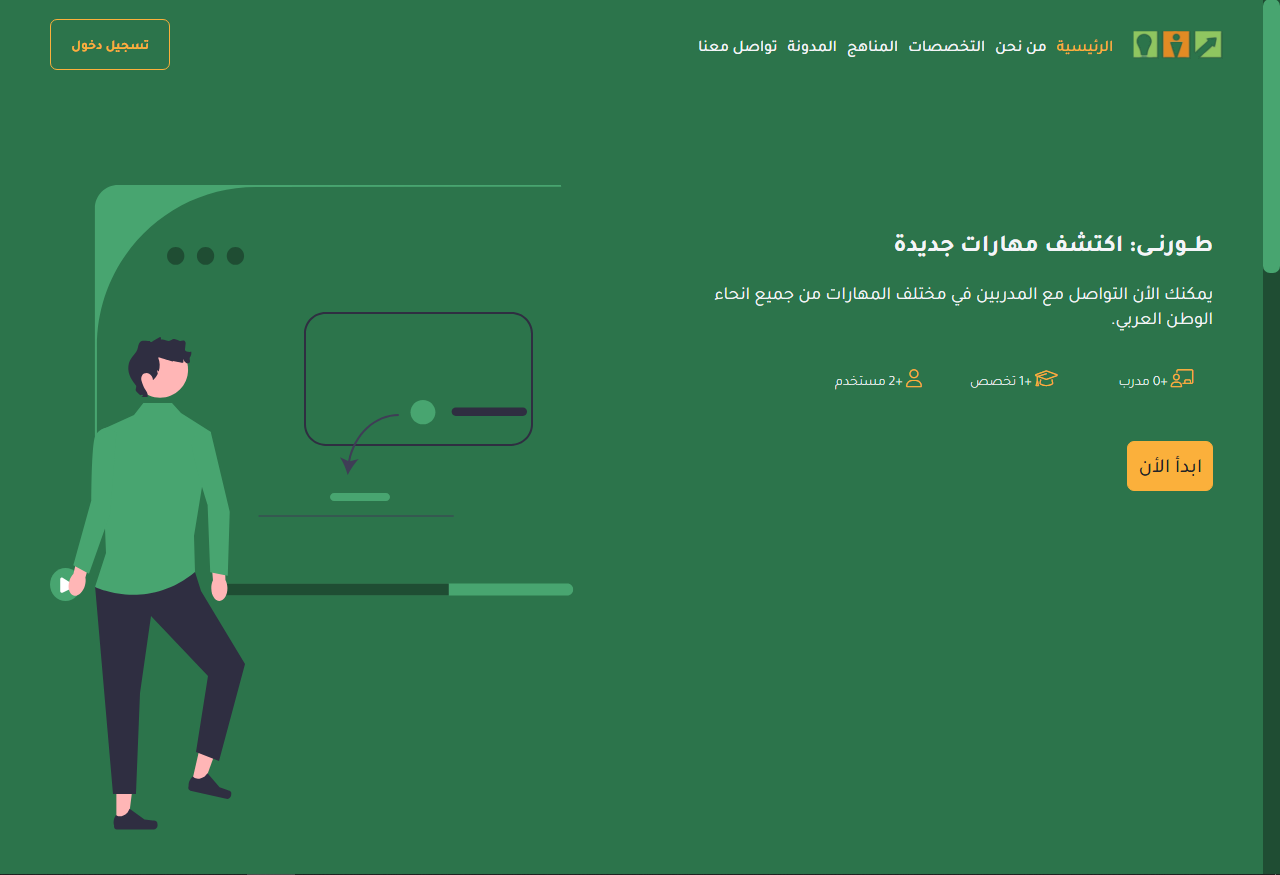 الرئيسية
من نحن
التخصصات
المناهج
المدونة
تواصل معنا
تسجيل دخول
طـورنـى: اكتشف مهارات جديدة
يمكنك الأن التواصل مع المدربين في مختلف المهارات من جميع انحاء
الوطن العربي.
+0 مدرب
+1 تخصص
+2 مستخدم
ابدأ الأن